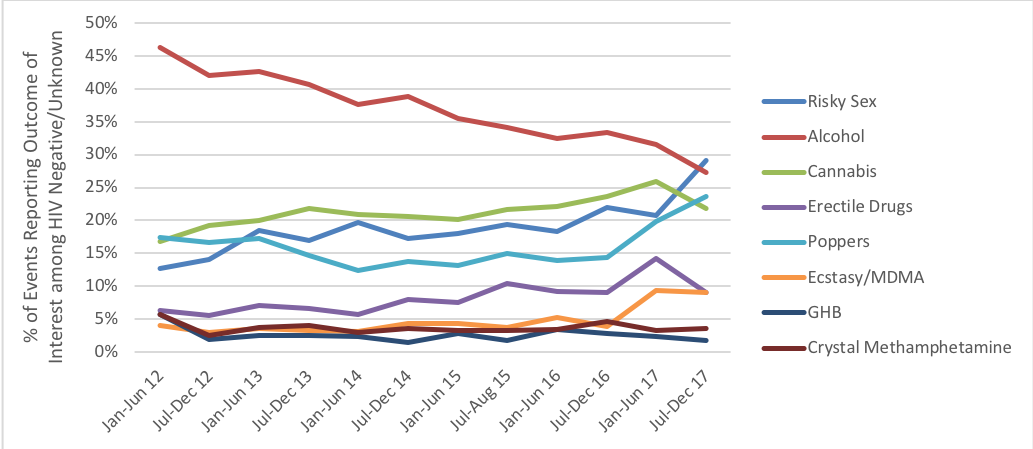 % of Events Reporting Outcome of
Interest among HIV Negative/Unknown
50%
45%
40%
35%
30%
25%
20%
15%
10%
5%
0%
Jan-Jun 12
Jul-Dec 12
Jan-Jun 13
Jul-Dec 13
Jan-Jun 14
Jul-Dec 14
Jan-Jun 15
Jul-Aug 15
Jan-Jun 16
Jul-Dec 16
Jan-Jun 17
Jul-Dec 17
Risky Sex
Alcohol
Cannabis
Erectile Drugs
Poppers
Ecstasy/MDMA
GHB
Crystal Methamphetamine